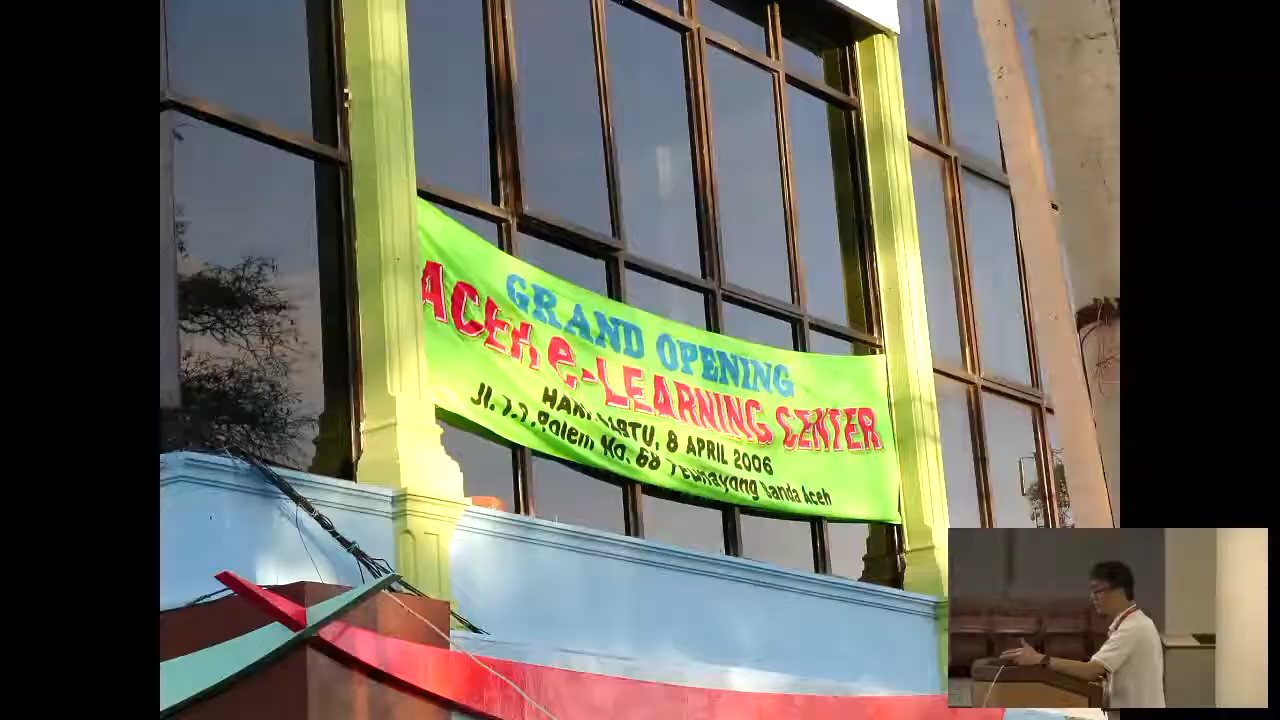 GRAND OPENING
ACEH e-LEARNING CENTER
HARI SABTU, 8 APRIL 2006
Jl. T.P.Polem No. 68 Peunayong Banda Aceh